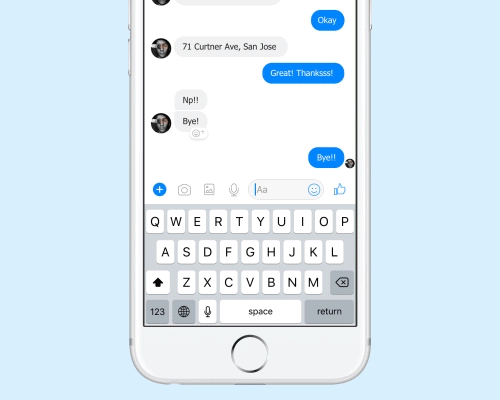 Okay
71 Curtner Ave, San Jose
Great! Thanksss!
Np!!
Bye!
Bye!!
Aa
Q W E R T Y U I O P
A S D F G H J K L
Z X C V B N M
123 space return